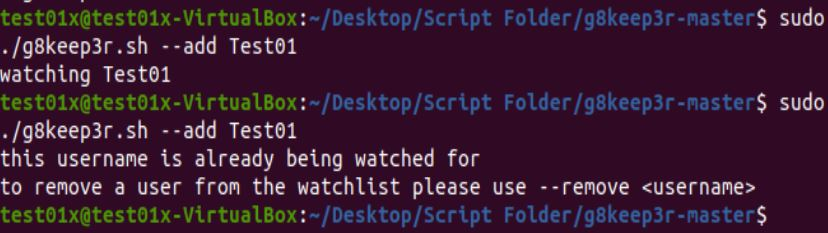 test01x@test01x-VirtualBox:~/Desktop/Script Folder/g8keep3r-master$ sudo
./g8keep3r.sh --add Test01
watching Test01
test01x@test01x-VirtualBox:~/Desktop/Script Folder/g8keep3r-master$ sudo
./g8keep3r.sh --add Test01
this username is already being watched for
to remove a user from the watchlist please use --remove <username>
test01x@test01x-VirtualBox:~/Desktop/Script Folder/g8keep3r-master$